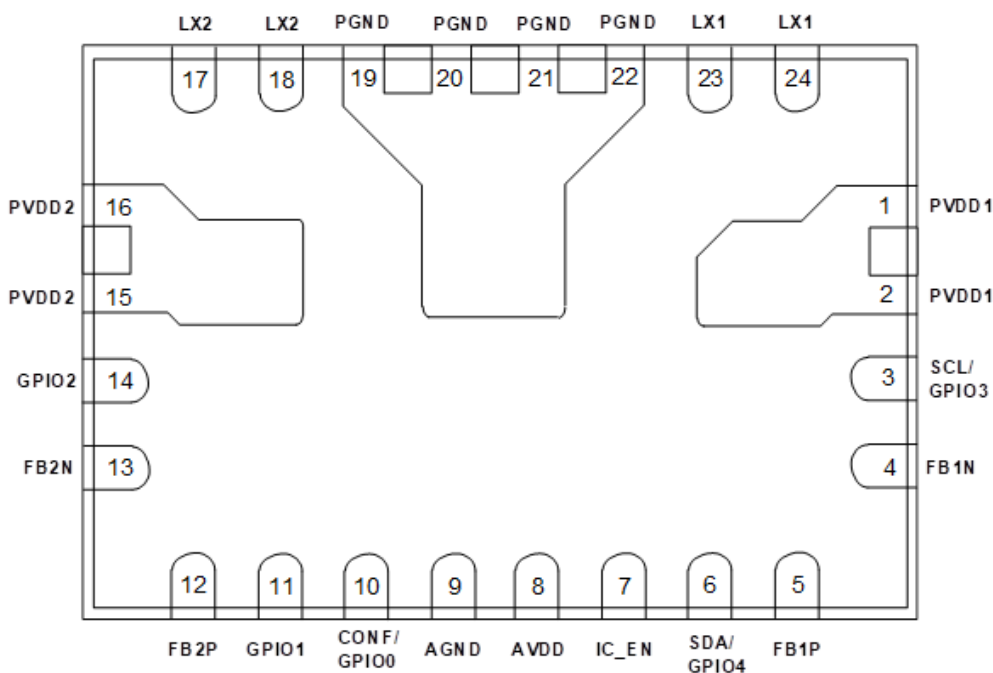 LX2 LX2 PGND PGND PGND PGND LX1 LX1
17 18 19 20 21 22 23 24
PVDD2 16 1 PVDD1
PVDD2 15 2 PVDD1
GPIO2 14 3 SCL/
GPIO3
FB2N 13 4 FB1N
12 11 10 9 8 7 6 5
FB2P GPIO1 CONF/
GPIO0 AGND AVDD IC_EN SDA/
GPIO4 FB1P